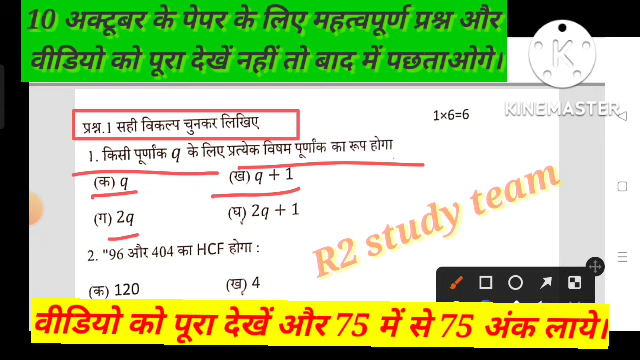 10 अक्टूबर के पेपर के लिए महत्वपूर्ण प्रश्न और
वीडियो को पूरा देखें नहीं तो बाद में पछताओगे।
K
KINEMASTER
प्रश्न.1 सही विकल्प चुनकर लिखिए
1×6=6
1. किसी पूर्णांक q के लिए प्रत्येक विषम पूर्णांक का रूप होगा
(क) q (ख) q + 1
(ग) 2q (घ) 2q + 1
R2 study team
2. "96 और 404 का HCF होगा :
(क) 120 (ख) 4
वीडियो को पूरा देखें और 75 में से 75 अंक लाये।